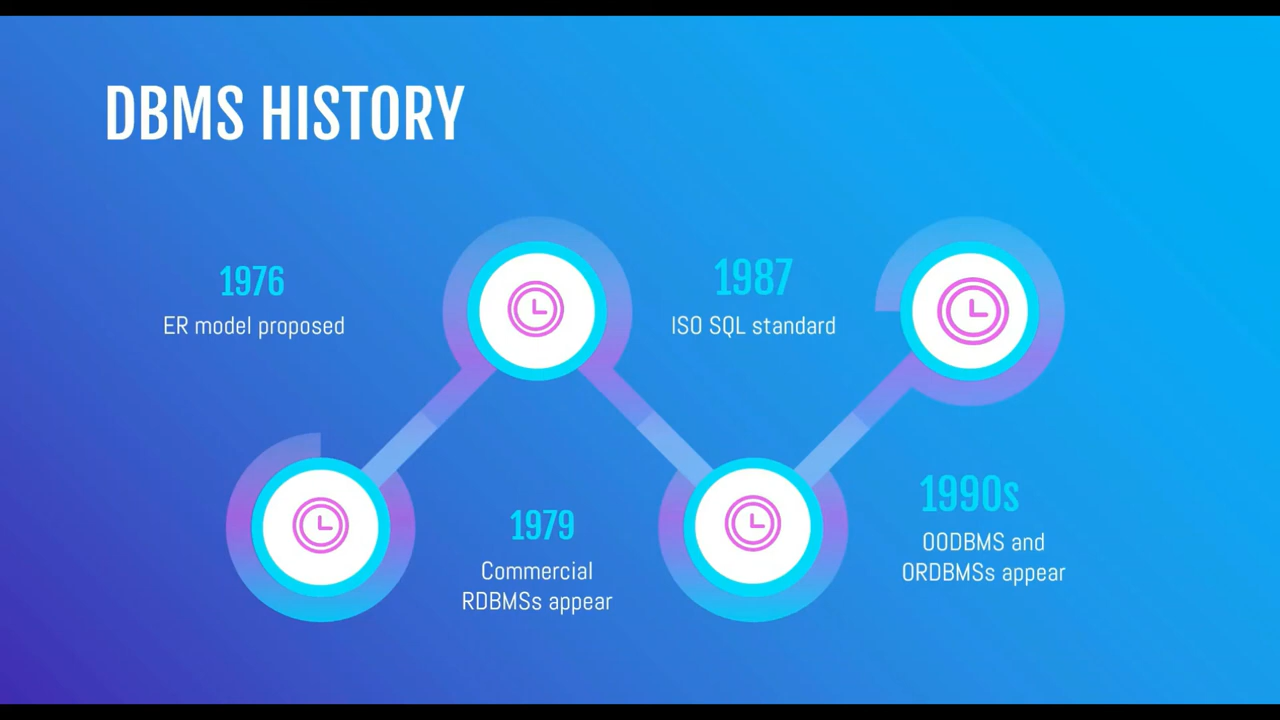 DBMS HISTORY
1976
ER model proposed
1979
Commercial
RDBMSs appear
1987
ISO SQL standard
1990s
OODBMS and
ORDBMSs appear